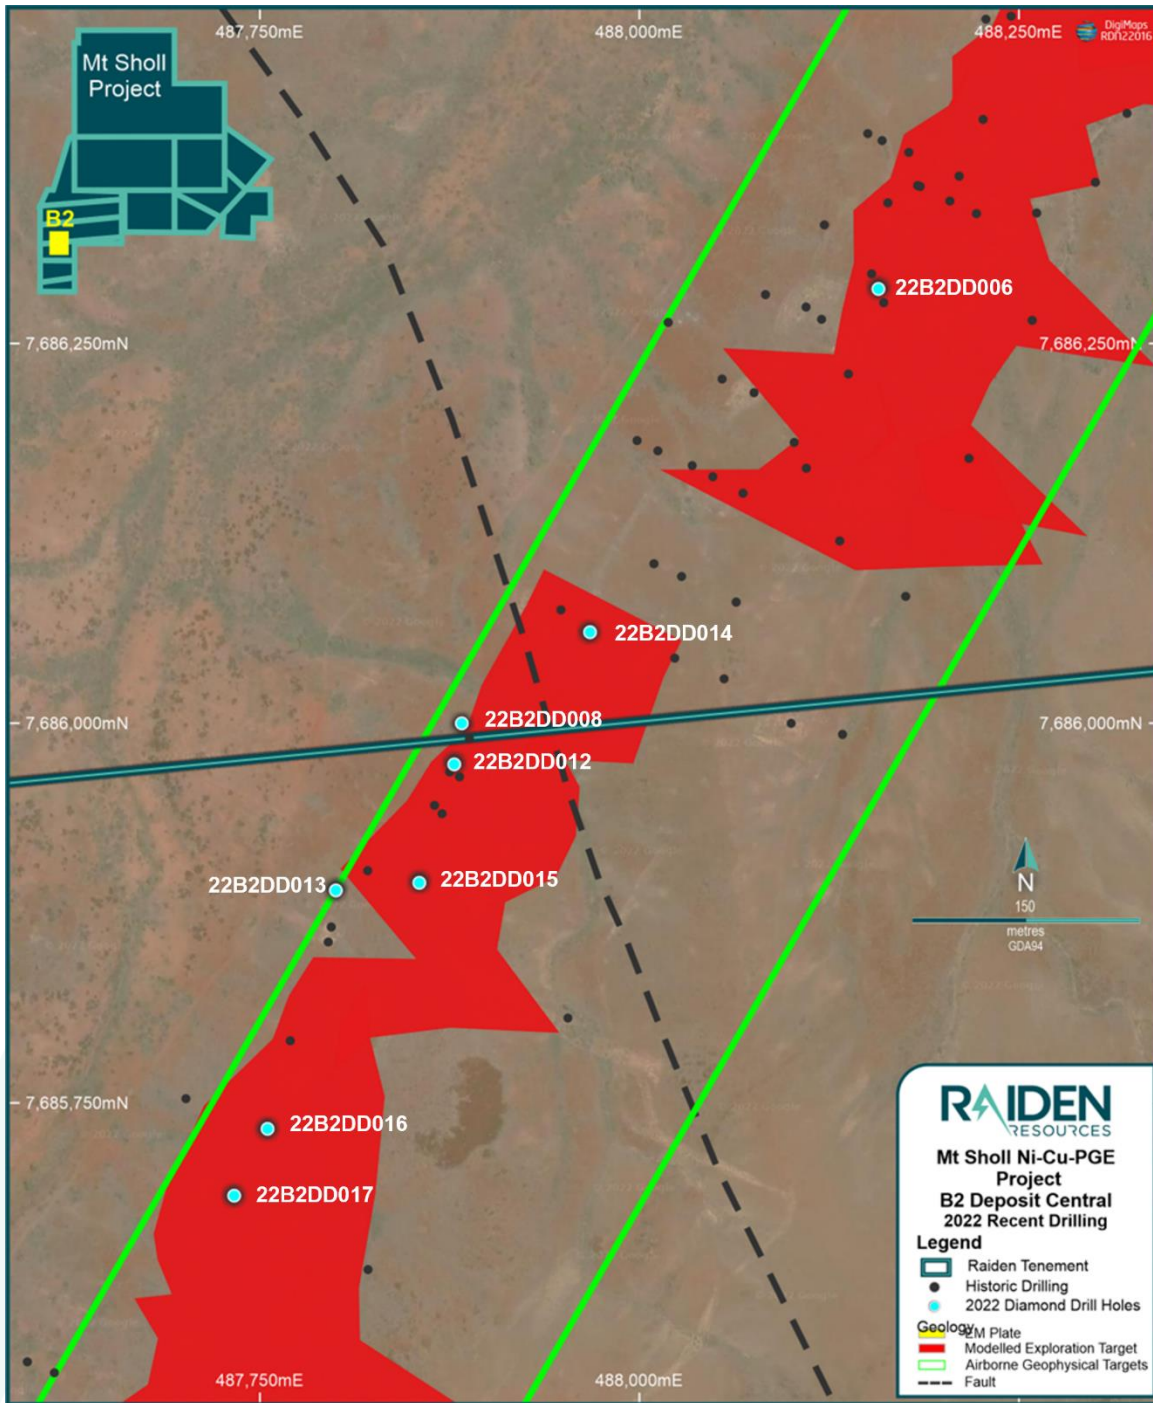 487,750mE
488,000mE
488,250mE
DigiMaps
RDN22016
Mt Sholl
Project
B2
22B2DD006
7,686,250mN
7,686,250mN
22B2DD014
22B2DD008
7,686,000mN
7,686,000mN
22B2DD012
22B2DD013
22B2DD015
N
150
metres
GDA94
7,685,750mN
22B2DD016
22B2DD017
RAIDEN
RESOURCES
Mt Sholl Ni-Cu-PGE
Project
B2 Deposit Central
2022 Recent Drilling
Legend
Raiden Tenement
Historic Drilling
2022 Diamond Drill Holes
Geology
EM Plate
Modelled Exploration Target
Airborne Geophysical Targets
Fault
487,750mE
488,000mE